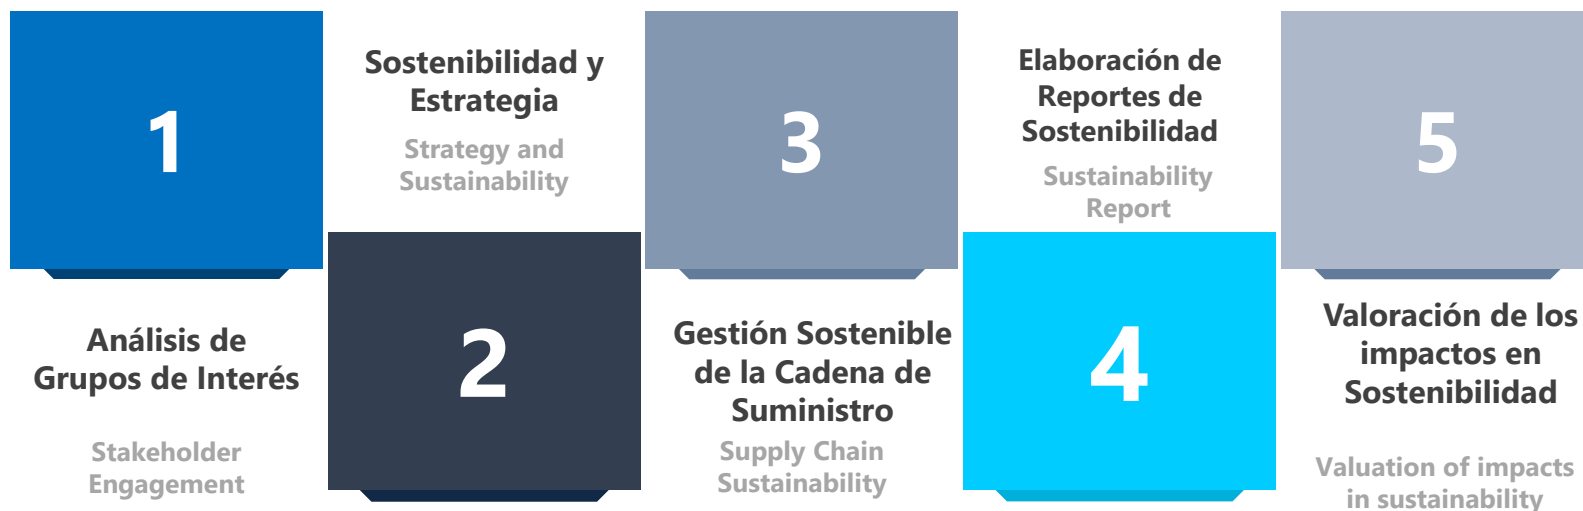 1
Análisis de
Grupos de Interés
Stakeholder
Engagement
Sostenibilidad y
Estrategia
Strategy and
Sustainability
2
3
Gestión Sostenible
de la Cadena de
Suministro
Supply Chain
Sustainability
Elaboración de
Reportes de
Sostenibilidad
Sustainability
Report
4
5
Valoración de los
impactos en
Sostenibilidad
Valuation of impacts
in sustainability